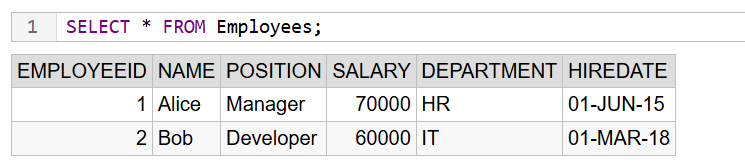 1 SELECT * FROM Employees;
EMPLOYEEID NAME POSITION SALARY DEPARTMENT HIREDATE
1 Alice Manager 70000 HR 01-JUN-15
2 Bob Developer 60000 IT 01-MAR-18